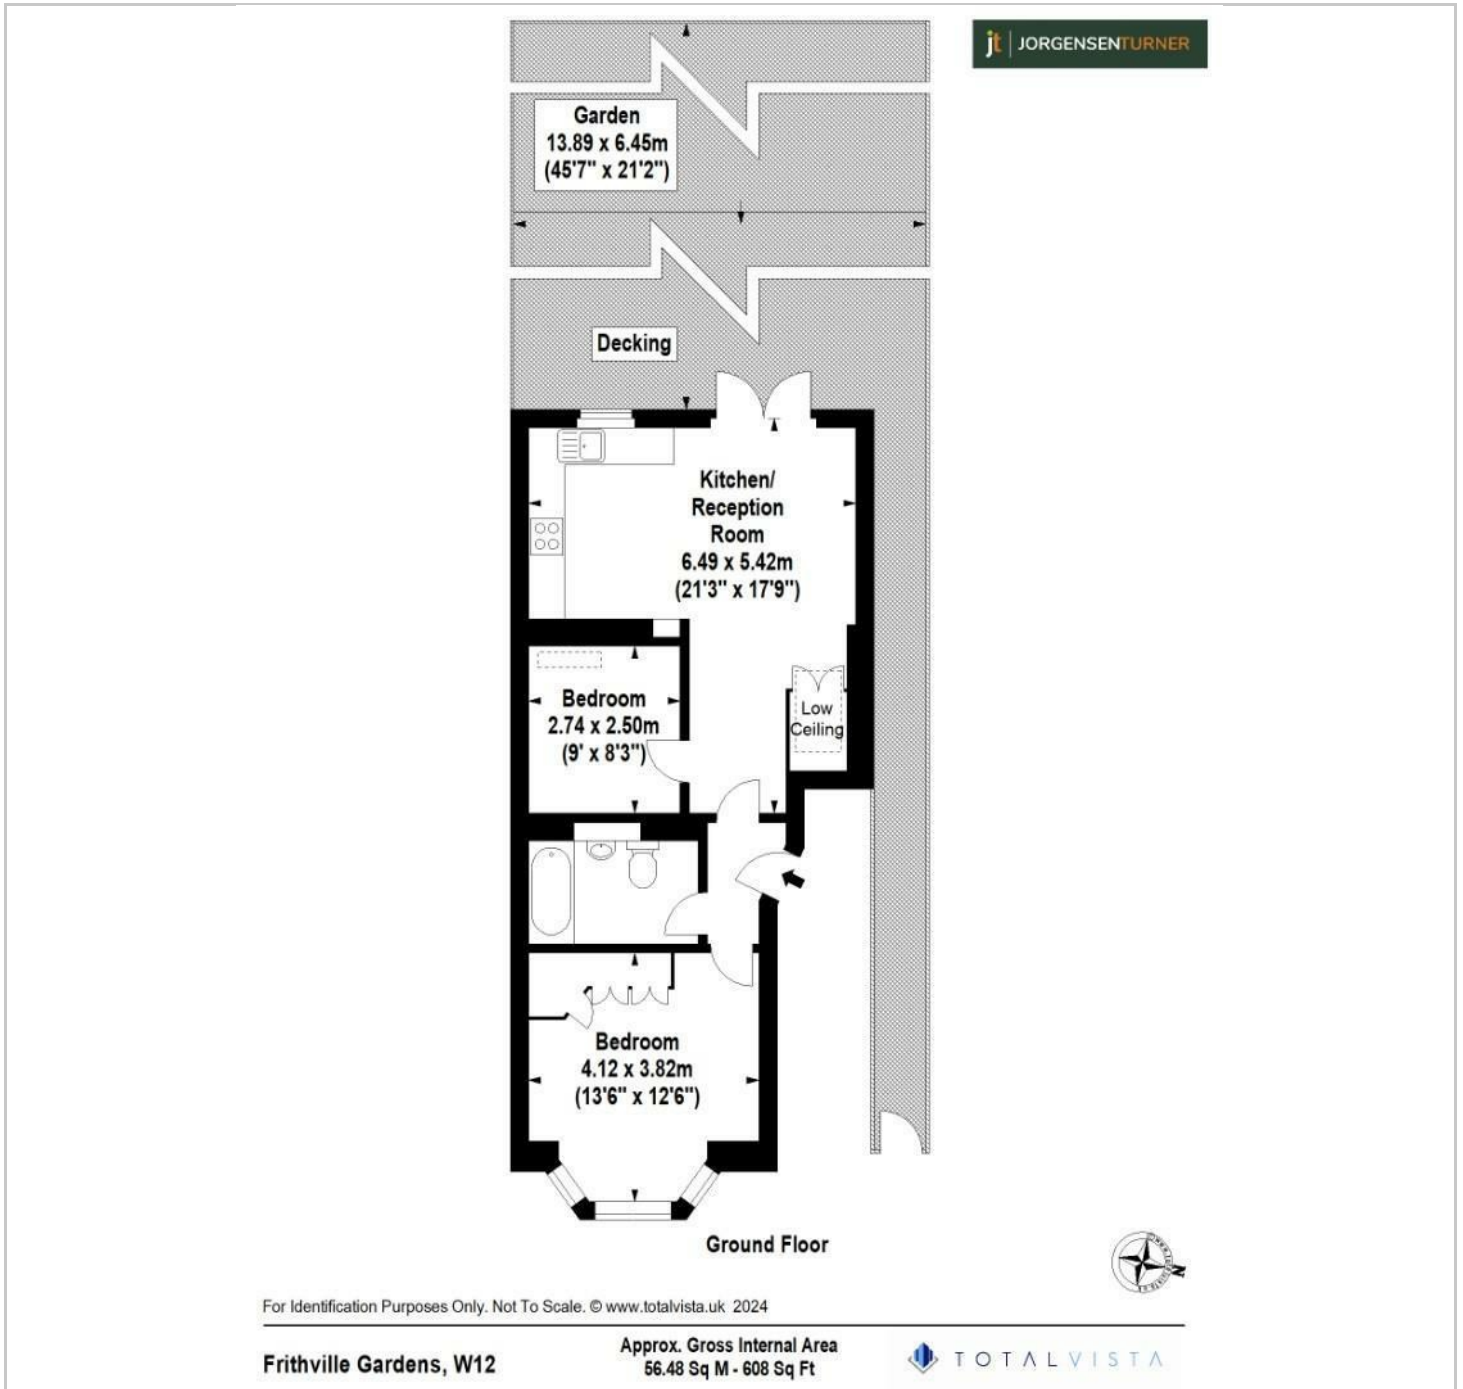 jt JORGENSENTURNER
Garden
13.89 x 6.45m
(45'7" x 21'2")
Decking
Kitchen/
Reception
Room
6.49 x 5.42m
(21'3" x 17'9")
Low
Ceiling
Bedroom
2.74 x 2.50m
(9' x 8'3")
Bedroom
4.12 x 3.82m
(13'6" x 12'6")
Ground Floor
N
For Identification Purposes Only. Not To Scale. © www.totalvista.uk 2024
Frithville Gardens, W12
Approx. Gross Internal Area
56.48 Sq M - 608 Sq Ft
TOTALVISTA